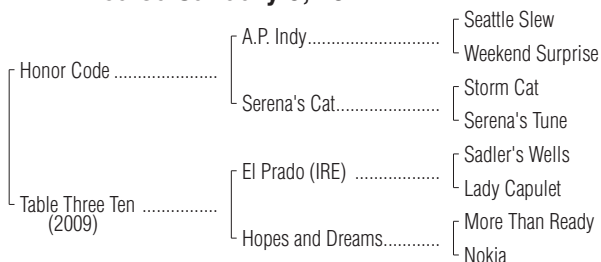 Seattle Slew
A.P. Indy
Weekend Surprise
Honor Code
Storm Cat
Serena's Cat
Serena's Tune
Sadler's Wells
El Prado (IRE)
Lady Capulet
Table Three Ten
(2009)
More Than Ready
Hopes and Dreams
Nokia